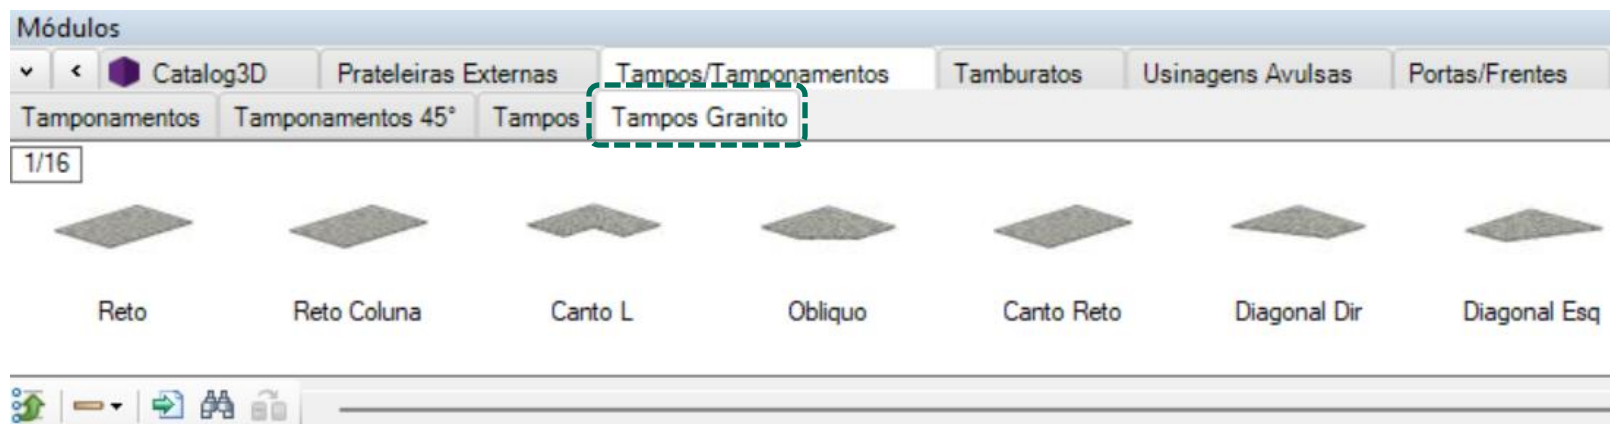 Módulos
Catalog3D Prateleiras Externas Tampos/Tamponamentos Tamburatos Usinagens Avulsas Portas/Frentes
Tamponamentos Tamponamentos 45° Tampos Tampos Granito
1/16
Reto Reto Coluna Canto L Obliquo Canto Reto Diagonal Dir Diagonal Esq